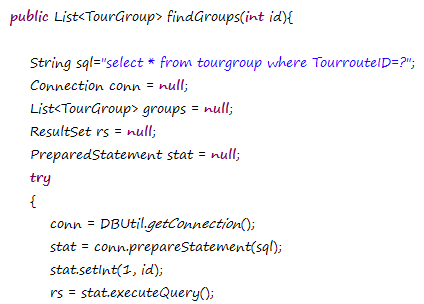 public List<TourGroup> findGroups(int id){
String sql="select * from tourgroup where TourrouteID=?";
Connection conn = null;
List<TourGroup> groups = null;
ResultSet rs = null;
PreparedStatement stat = null;
try
{
conn = DBUtil.getConnection();
stat = conn.prepareStatement(sql);
stat.setInt(1, id);
rs = stat.executeQuery();